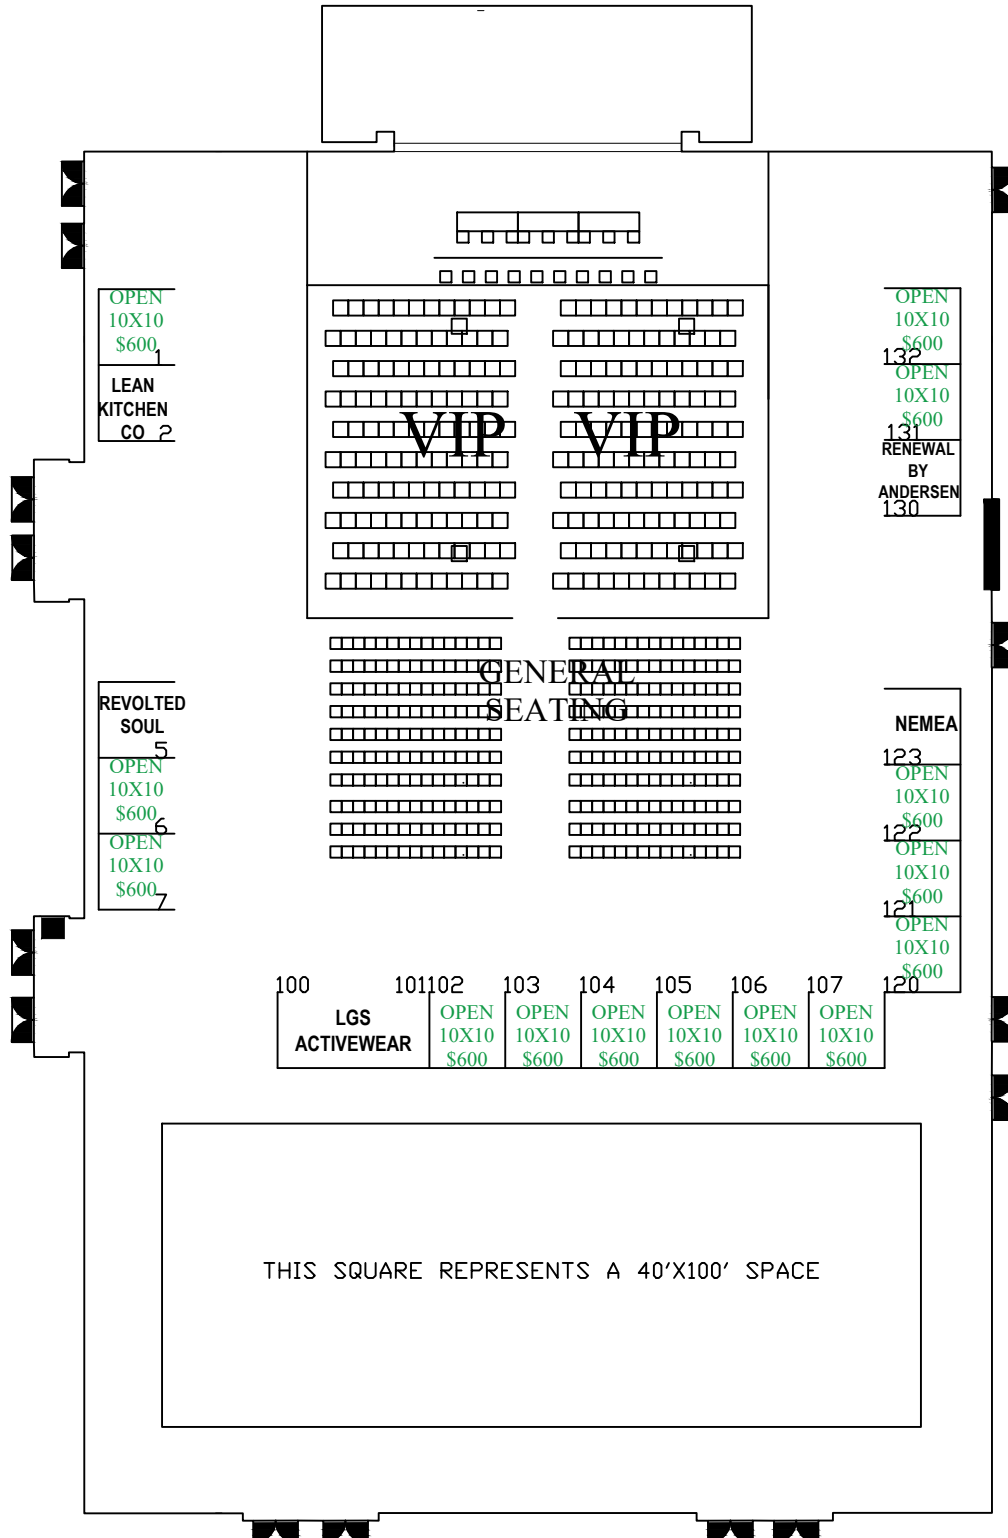 OPEN
10X10
$600
1
LEAN
KITCHEN
CO 2
OPEN
10X10
$600
132
OPEN
10X10
$600
131
RENEWAL
BY
ANDERSEN
130
VIP VIP
GENERAL
SEATING
REVOLTED
SOUL
5
OPEN
10X10
$600
6
OPEN
10X10
$600
7
NEMEA
123
OPEN
10X10
$600
122
OPEN
10X10
$600
121
OPEN
10X10
$600
120
100 101 102 103 104 105 106 107
LGS
ACTIVEWEAR
OPEN
10X10
$600
OPEN
10X10
$600
OPEN
10X10
$600
OPEN
10X10
$600
OPEN
10X10
$600
OPEN
10X10
$600
THIS SQUARE REPRESENTS A 40'X100' SPACE